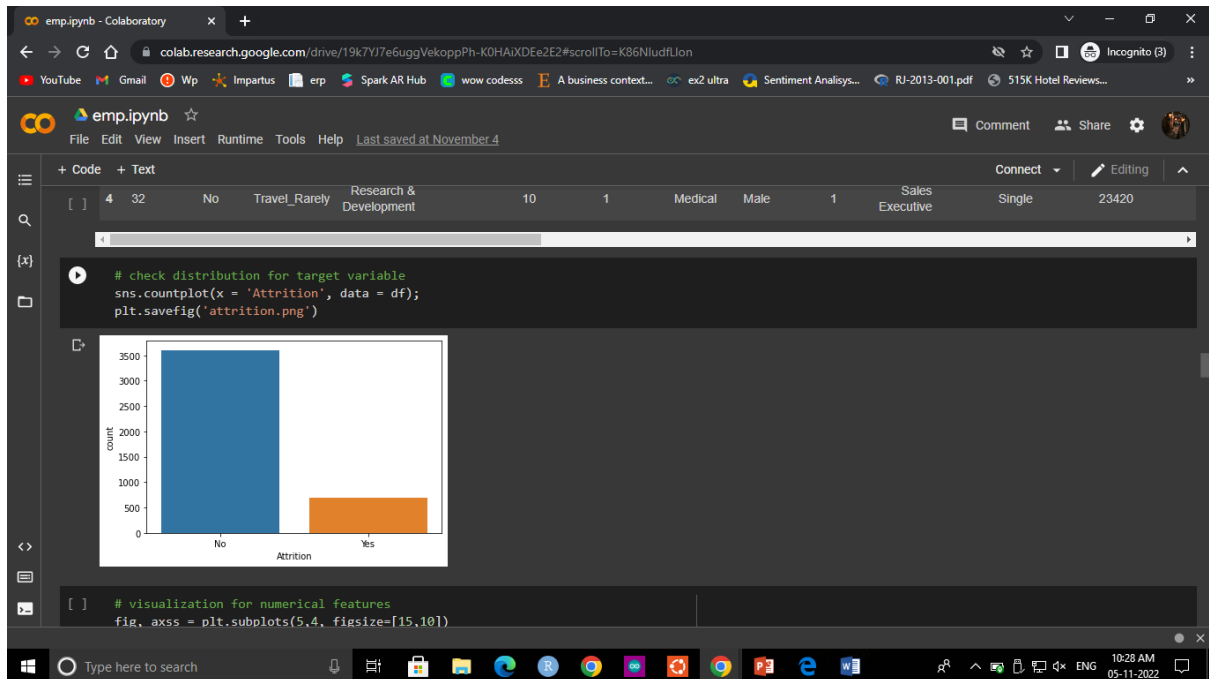 emp.ipynb - Colaboratory
colab.research.google.com/drive/19k7YJ7e6uggVekoppPh-K0HAiXDEe2E2#scrollTo=K86NIudfLIon
Incognito (3)
YouTube Gmail Wp Impartus erp Spark AR Hub wow codesss A business context... ex2 ultra Sentiment Analisys... RJ-2013-001.pdf 515K Hotel Reviews... »
emp.ipynb
Comment Share
File Edit View Insert Runtime Tools Help Last saved at November 4
+ Code + Text Connect Editing
[ ] 4 32 No Travel_Rarely Research & Development 10 1 Medical Male 1 Sales Executive Single 23420
{x}
# check distribution for target variable
sns.countplot(x = 'Attrition', data = df);
plt.savefig('attrition.png')
3500
3000
2500
2000
1500
1000
500
0
count
No Yes
Attrition
[ ] # visualization for numerical features
fig, axss = plt.subplots(5,4, figsize=[15,10])
Type here to search
ENG
10:28 AM
05-11-2022